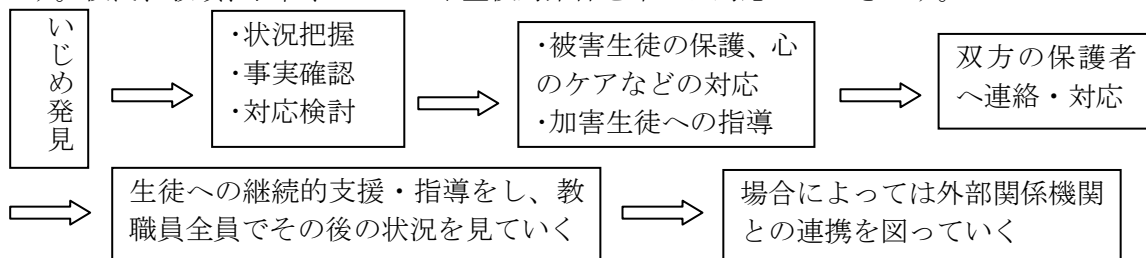 いじめ発見
・状況把握
・事実確認
・対応検討
・被害生徒の保護、心
のケアなどの対応
・加害生徒への指導
双方の保護者
へ連絡・対応
生徒への継続的支援・指導をし、教
職員全員でその後の状況を見ていく
場合によっては外部関係機関
との連携を図っていく